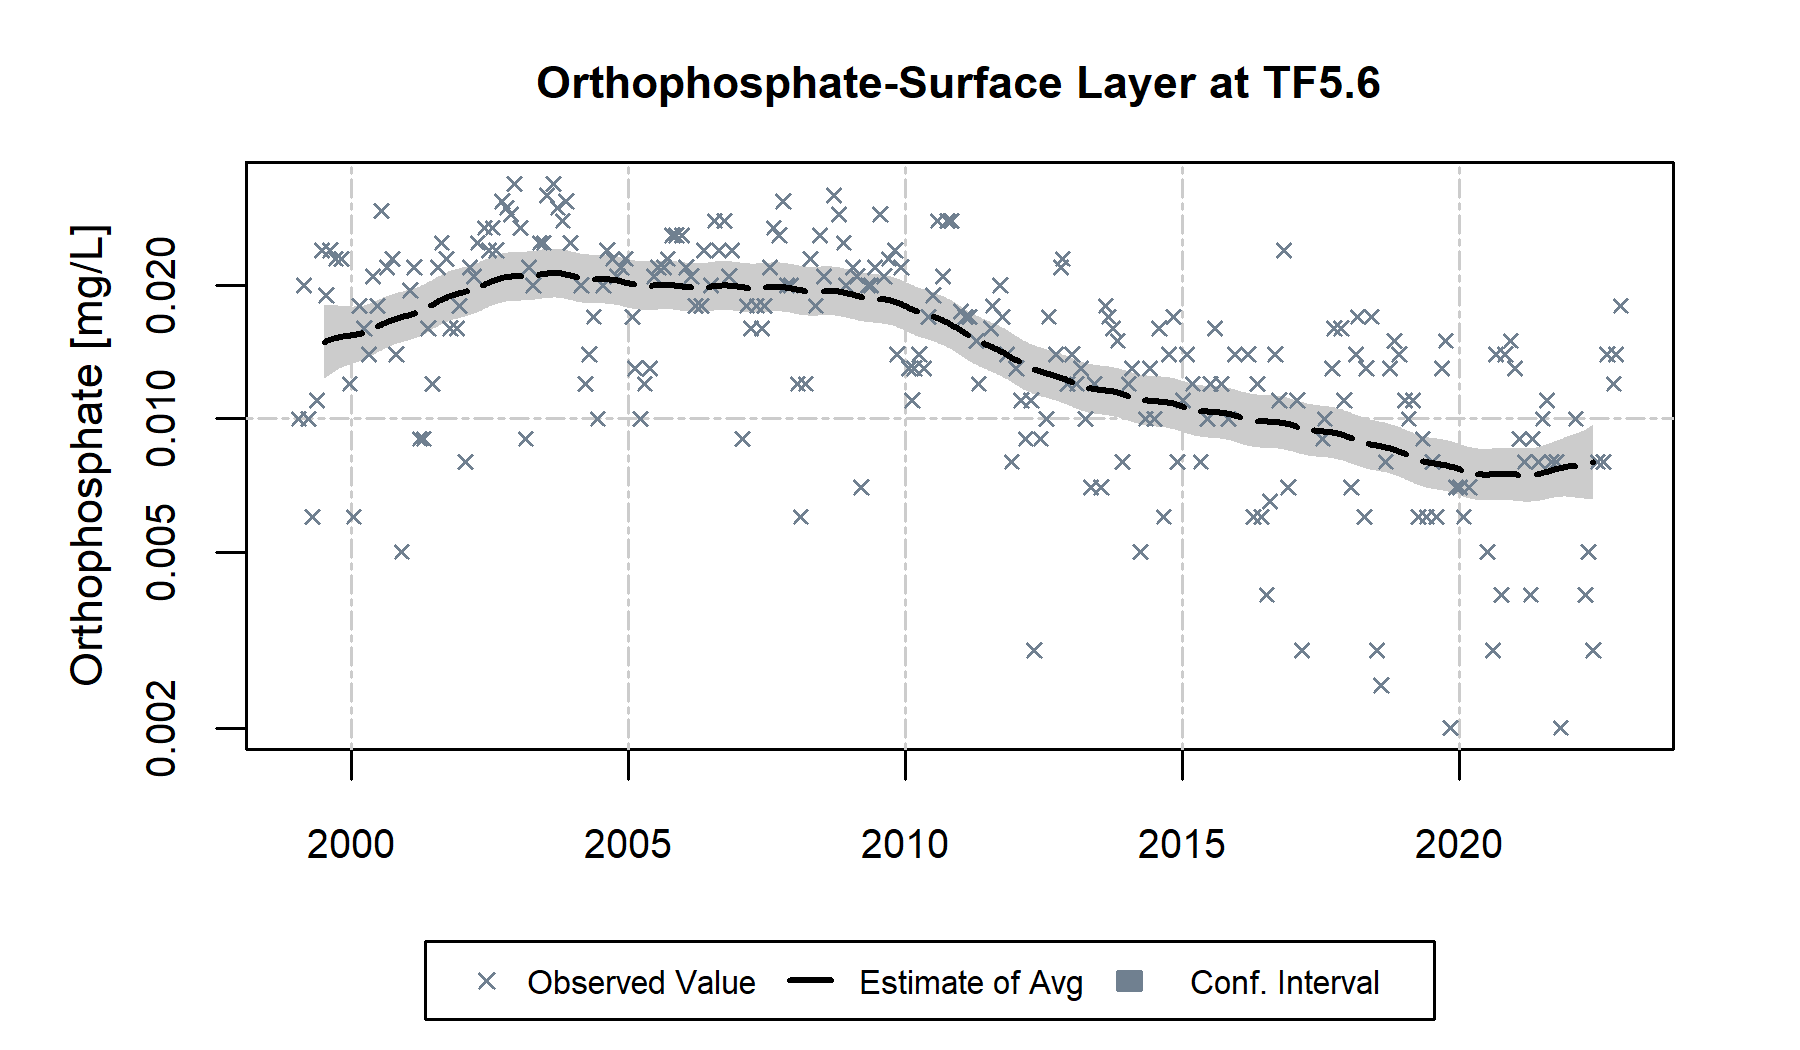 Orthophosphate-Surface Layer at TF5.6
Orthophosphate [mg/L]
0.020
0.010
0.005
0.002
2000 2005 2010 2015 2020
Observed Value Estimate of Avg Conf. Interval